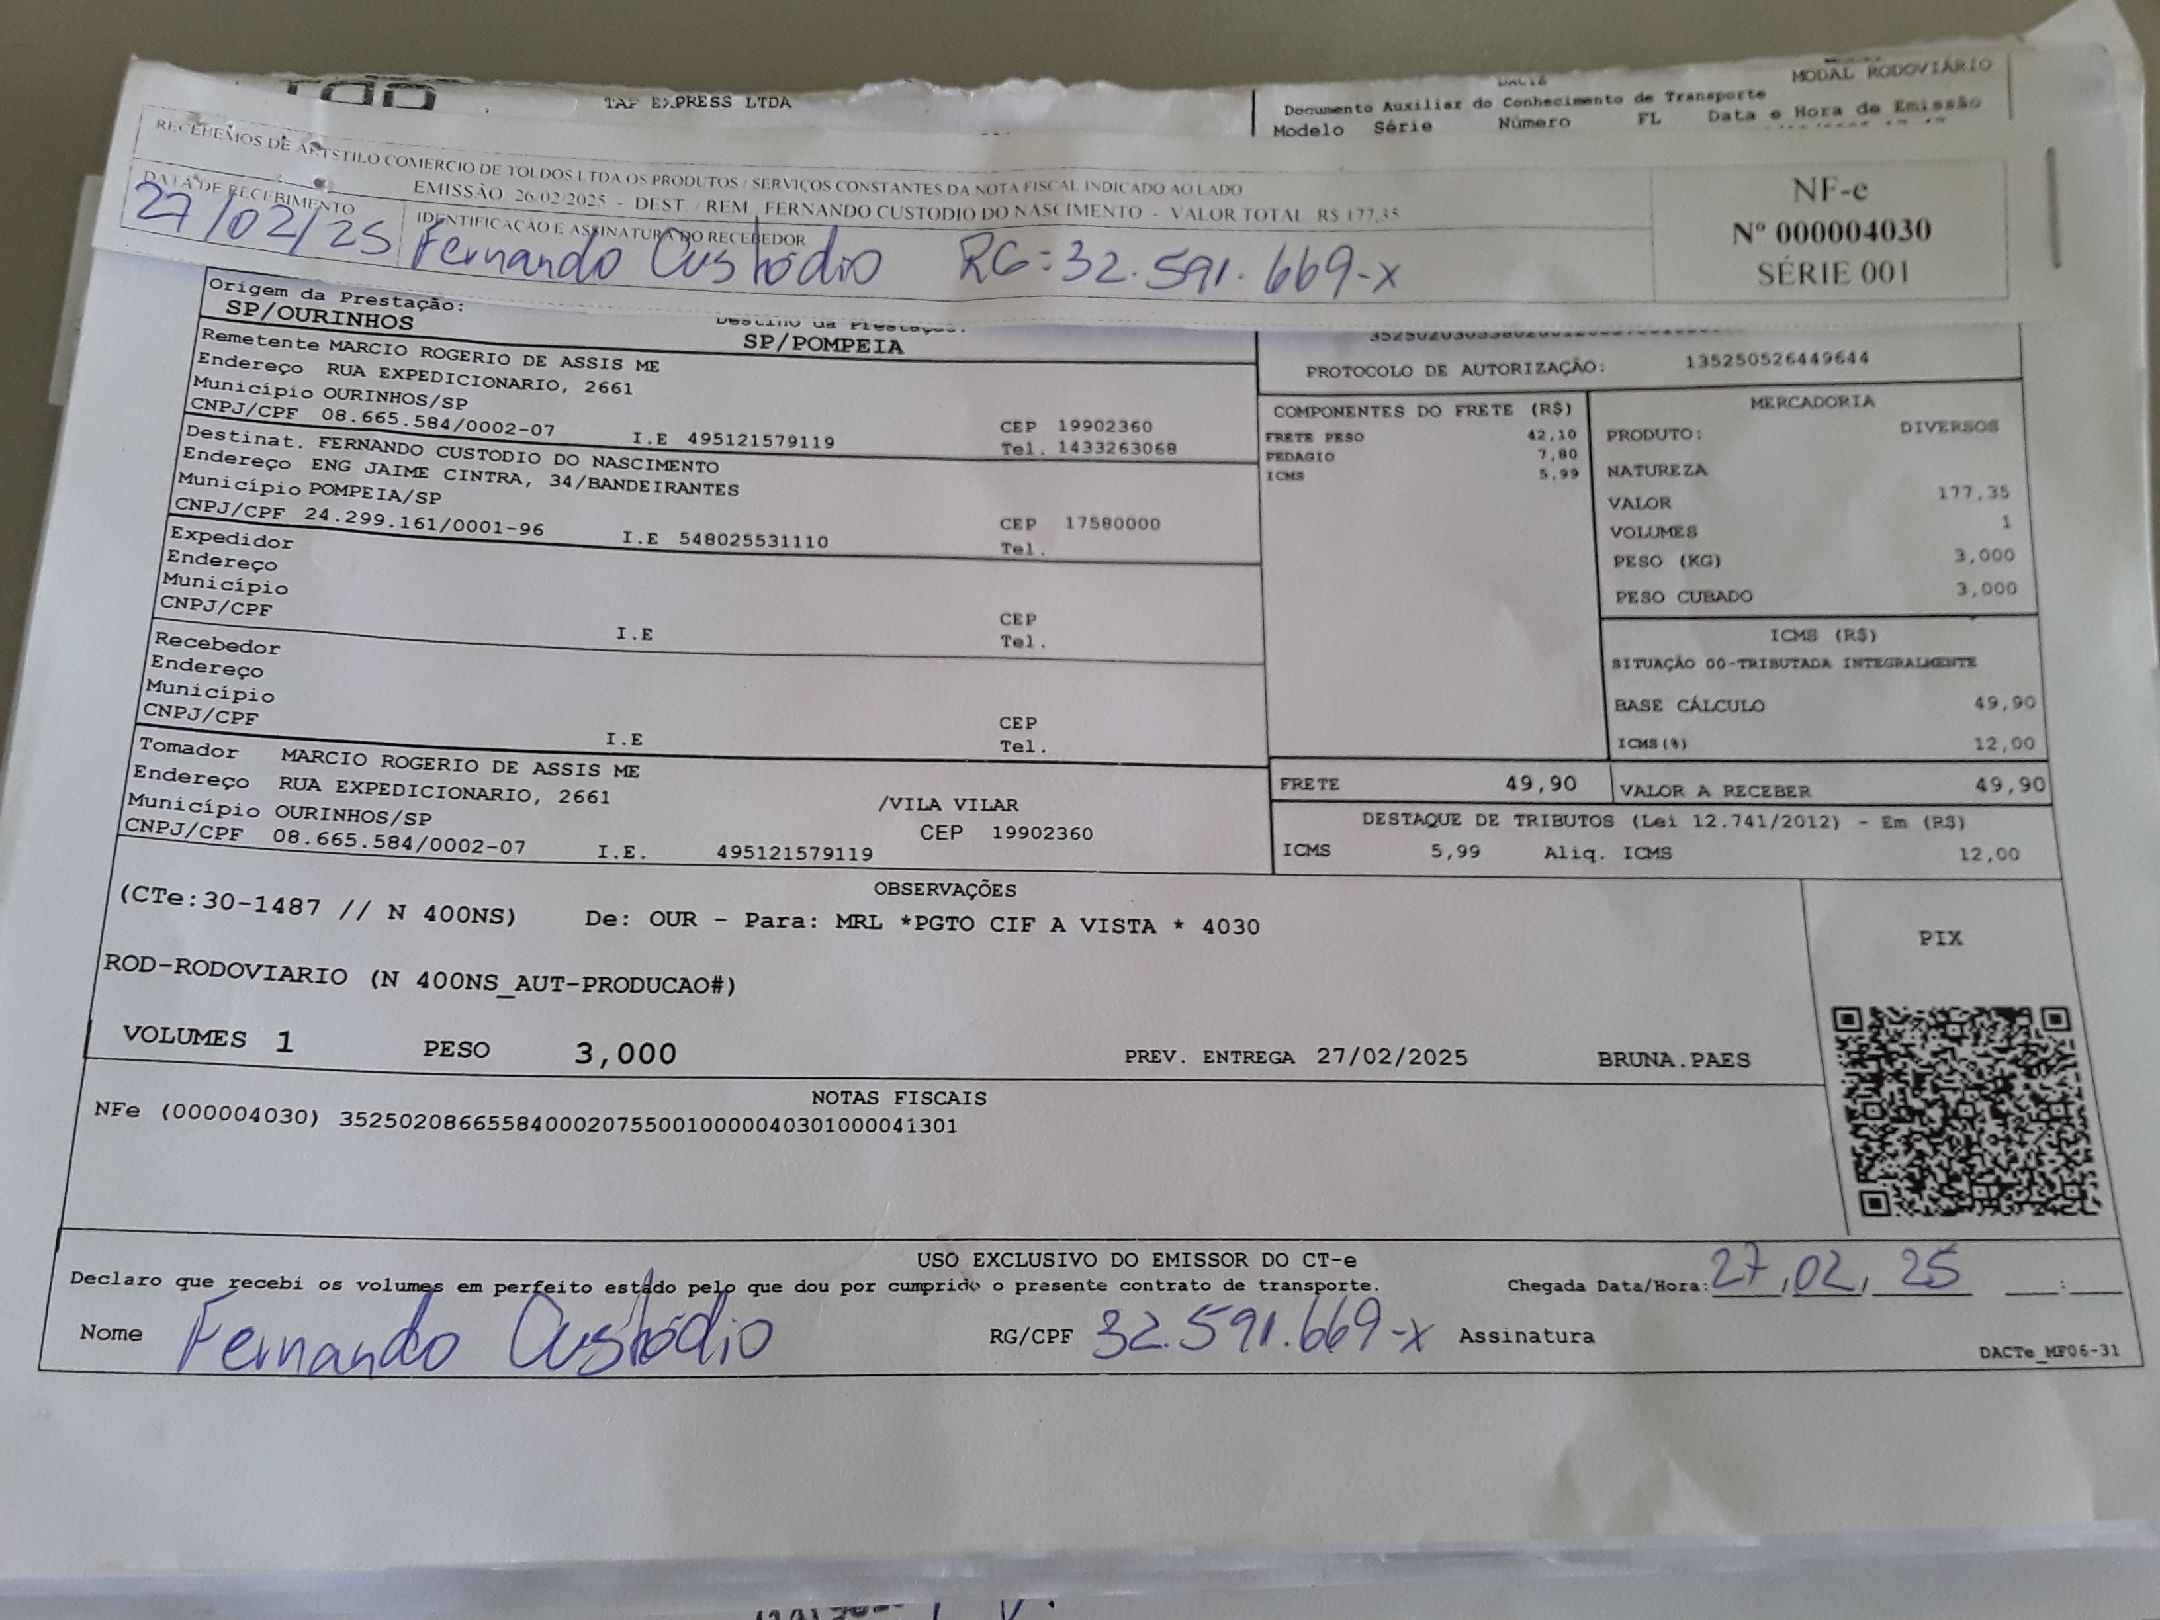 TAF EXPRESS LTDA
DACTE
MODAL RODOVIÁRIO
Documento Auxiliar do Conhecimento de Transporte
Modelo Série Número FL Data e Hora de Emissão
RECEBEMOS DE ARTSTILO COMERCIO DE TOLDOS LTDA OS PRODUTOS / SERVIÇOS CONSTANTES DA NOTA FISCAL INDICADO AO LADO
EMISSÃO 26/02/2025 - DEST. / REM. FERNANDO CUSTODIO DO NASCIMENTO - VALOR TOTAL R$ 177,35
DATA DE RECEBIMENTO
27/02/25
IDENTIFICAÇÃO E ASSINATURA DO RECEBEDOR
Fernando Custódio RG: 32.591.669-x
NF-e
Nº 000004030
SÉRIE 001
Origem da Prestação:
SP/OURINHOS
Destino da Prestação:
SP/POMPEIA
Remetente MARCIO ROGERIO DE ASSIS ME
Endereço RUA EXPEDICIONARIO, 2661
Município OURINHOS/SP
CEP 19902360
CNPJ/CPF 08.665.584/0002-07 I.E 495121579119 Tel. 1433263068
Destinat. FERNANDO CUSTODIO DO NASCIMENTO
Endereço ENG JAIME CINTRA, 34/BANDEIRANTES
Município POMPEIA/SP
CEP 17580000
CNPJ/CPF 24.299.161/0001-96 I.E 548025531110 Tel.
Expedidor
Endereço
Município
CEP
CNPJ/CPF I.E Tel.
Recebedor
Endereço
Município
CEP
CNPJ/CPF I.E Tel.
Tomador MARCIO ROGERIO DE ASSIS ME
Endereço RUA EXPEDICIONARIO, 2661 /VILA VILAR
Município OURINHOS/SP CEP 19902360
CNPJ/CPF 08.665.584/0002-07 I.E. 495121579119
PROTOCOLO DE AUTORIZAÇÃO: 135250526449644
COMPONENTES DO FRETE (R$)
FRETE PESO 42,10
PEDAGIO 7,80
ICMS 5,99
MERCADORIA
PRODUTO: DIVERSOS
NATUREZA
VALOR 177,35
VOLUMES 1
PESO (KG) 3,000
PESO CUBADO 3,000
ICMS (R$)
SITUAÇÃO 00-TRIBUTADA INTEGRALMENTE
BASE CÁLCULO 49,90
ICMS(%) 12,00
FRETE 49,90 VALOR A RECEBER 49,90
DESTAQUE DE TRIBUTOS (Lei 12.741/2012) - Em (R$)
ICMS 5,99 Aliq. ICMS 12,00
OBSERVAÇÕES
(CTe:30-1487 // N 400NS) De: OUR - Para: MRL *PGTO CIF A VISTA * 4030
ROD-RODOVIARIO (N 400NS_AUT-PRODUCAO#)
VOLUMES 1 PESO 3,000 PREV. ENTREGA 27/02/2025 BRUNA.PAES
PIX
NOTAS FISCAIS
NFe (000004030) 35250208665584000207550010000040301000041301
USO EXCLUSIVO DO EMISSOR DO CT-e
Declaro que recebi os volumes em perfeito estado pelo que dou por cumprido o presente contrato de transporte. Chegada Data/Hora: 27,02,25 :
Nome Fernando Custódio RG/CPF 32.591.669-x Assinatura
DACTe_MF06-31